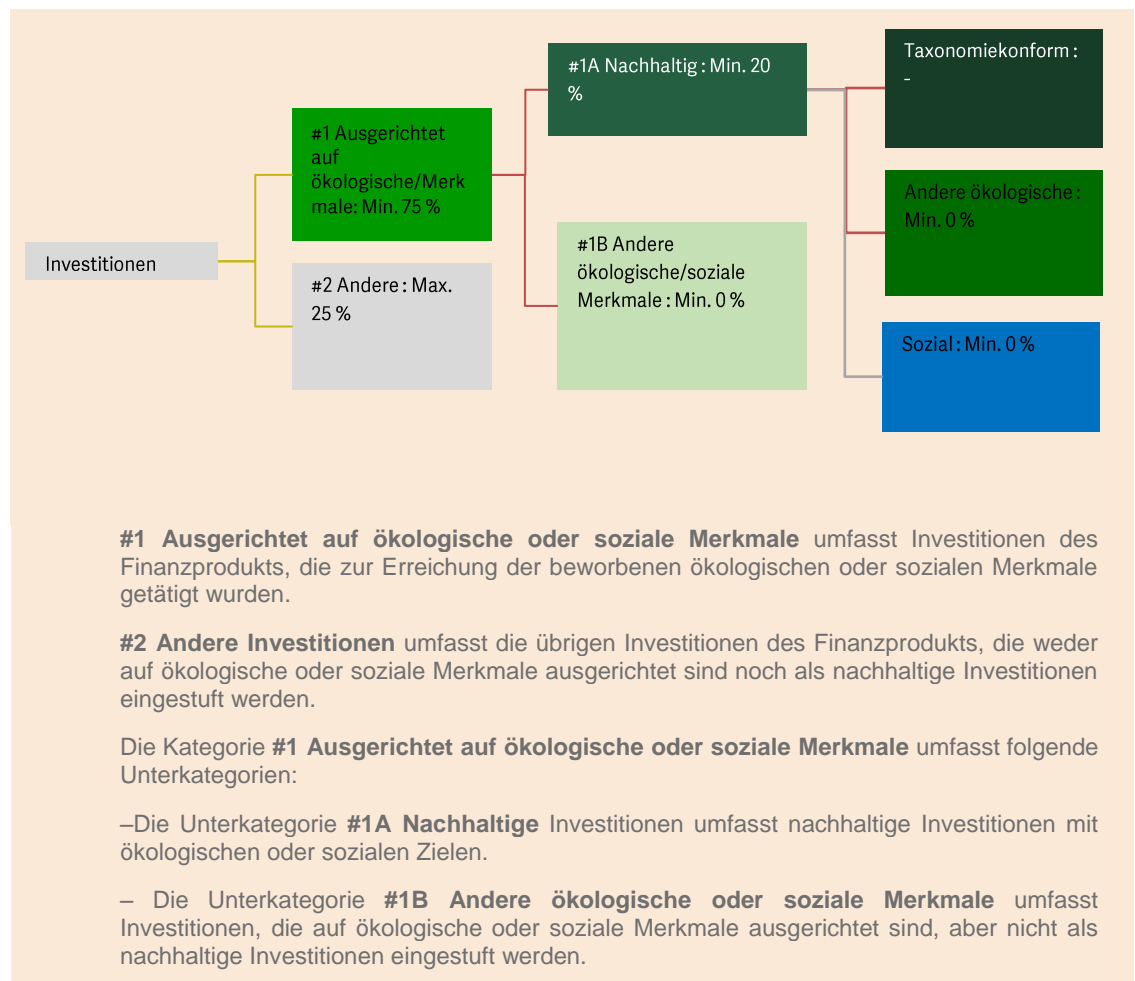 Investitionen
#1 Ausgerichtet
auf
ökologische/Merk
male: Min. 75 %
#2 Andere : Max.
25 %
#1A Nachhaltig : Min. 20
%
#1B Andere
ökologische/soziale
Merkmale : Min. 0 %
Taxonomiekonform :
-
Andere ökologische :
Min. 0 %
Sozial : Min. 0 %
#1 Ausgerichtet auf ökologische oder soziale Merkmale umfasst Investitionen des
Finanzprodukts, die zur Erreichung der beworbenen ökologischen oder sozialen Merkmale
getätigt wurden.
#2 Andere Investitionen umfasst die übrigen Investitionen des Finanzprodukts, die weder
auf ökologische oder soziale Merkmale ausgerichtet sind noch als nachhaltige Investitionen
eingestuft werden.
Die Kategorie #1 Ausgerichtet auf ökologische oder soziale Merkmale umfasst folgende
Unterkategorien:
–Die Unterkategorie #1A Nachhaltige Investitionen umfasst nachhaltige Investitionen mit
ökologischen oder sozialen Zielen.
– Die Unterkategorie #1B Andere ökologische oder soziale Merkmale umfasst
Investitionen, die auf ökologische oder soziale Merkmale ausgerichtet sind, aber nicht als
nachhaltige Investitionen eingestuft werden.